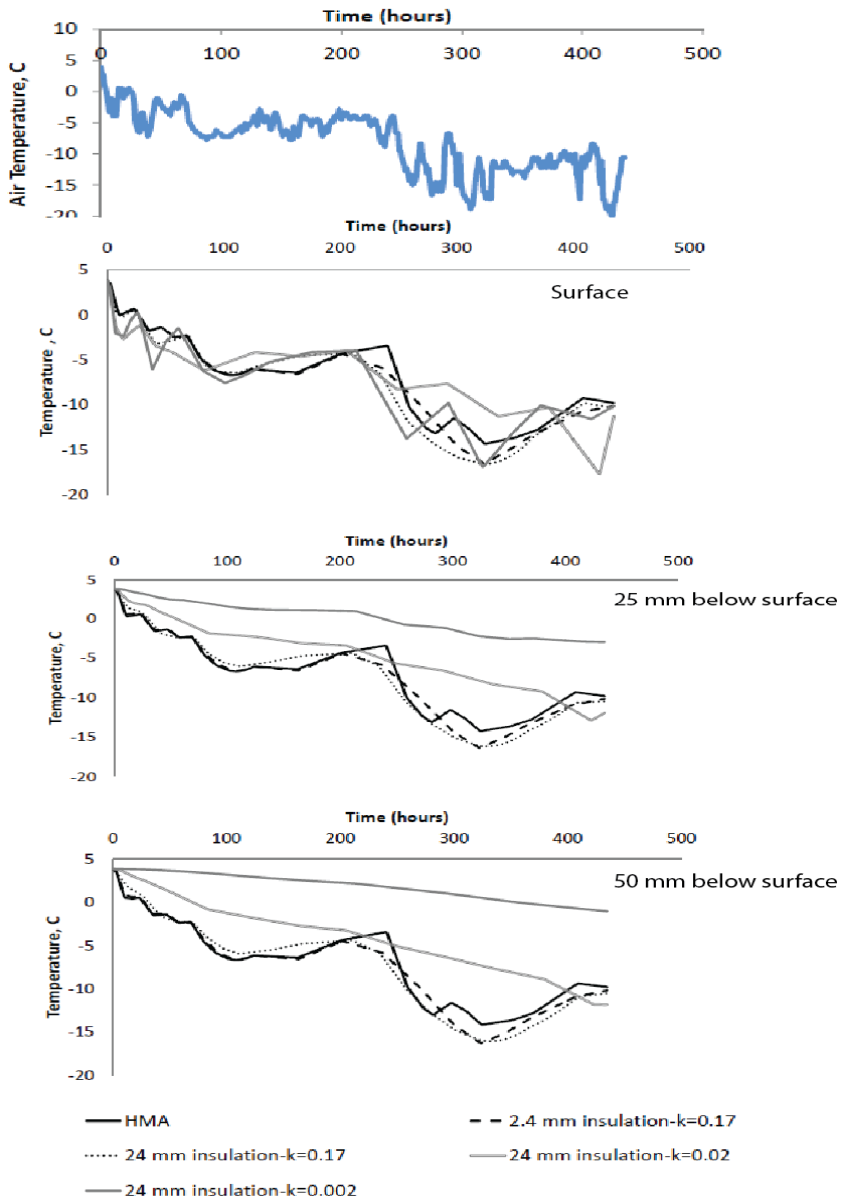 Time (hours)
10
0 100 200 300 400 500
5
0
-5
-10
-15
-20
Air Temperature, C
Time (hours)
0 100 200 300 400 500
5
0
-5
-10
-15
-20
Temperature , C
Surface
Time (hours)
0 100 200 300 400 500
5
0
-5
-10
-15
-20
Temperature, C
25 mm below surface
Time (hours)
0 100 200 300 400 500
5
0
-5
-10
-15
-20
Temperature, C
50 mm below surface
HMA
2.4 mm insulation-k=0.17
24 mm insulation-k=0.17
24 mm insulation-k=0.02
24 mm insulation-k=0.002